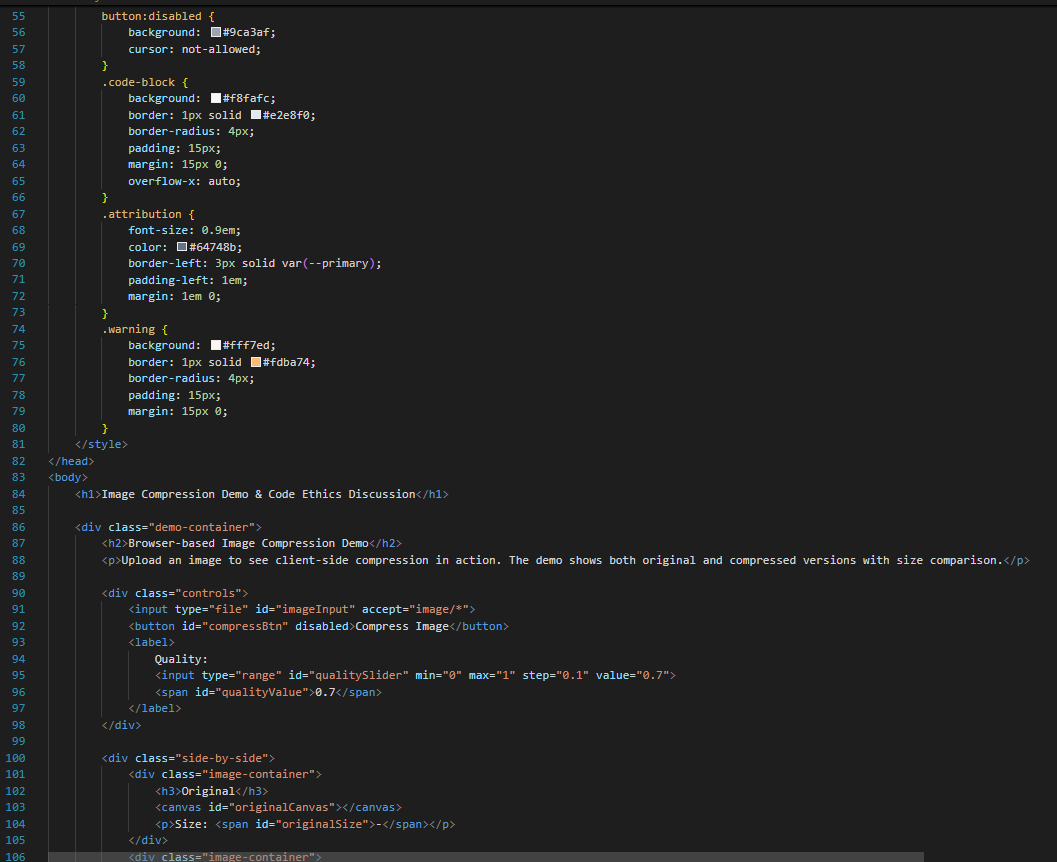 55 button:disabled {
56 background: #9ca3af;
57 cursor: not-allowed;
58 }
59 .code-block {
60 background: #f8fafc;
61 border: 1px solid #e2e8f0;
62 border-radius: 4px;
63 padding: 15px;
64 margin: 15px 0;
65 overflow-x: auto;
66 }
67 .attribution {
68 font-size: 0.9em;
69 color: #64748b;
70 border-left: 3px solid var(--primary);
71 padding-left: 1em;
72 margin: 1em 0;
73 }
74 .warning {
75 background: #fff7ed;
76 border: 1px solid #fdba74;
77 border-radius: 4px;
78 padding: 15px;
79 margin: 15px 0;
80 }
81 </style>
82 </head>
83 <body>
84 <h1>Image Compression Demo & Code Ethics Discussion</h1>
85
86 <div class="demo-container">
87 <h2>Browser-based Image Compression Demo</h2>
88 <p>Upload an image to see client-side compression in action. The demo shows both original and compressed versions with size comparison.</p>
89
90 <div class="controls">
91 <input type="file" id="imageInput" accept="image/*">
92 <button id="compressBtn" disabled>Compress Image</button>
93 <label>
94 Quality:
95 <input type="range" id="qualitySlider" min="0" max="1" step="0.1" value="0.7">
96 <span id="qualityValue">0.7</span>
97 </label>
98 </div>
99
100 <div class="side-by-side">
101 <div class="image-container">
102 <h3>Original</h3>
103 <canvas id="originalCanvas"></canvas>
104 <p>Size: <span id="originalSize">-</span></p>
105 </div>
106 <div class="image-container">